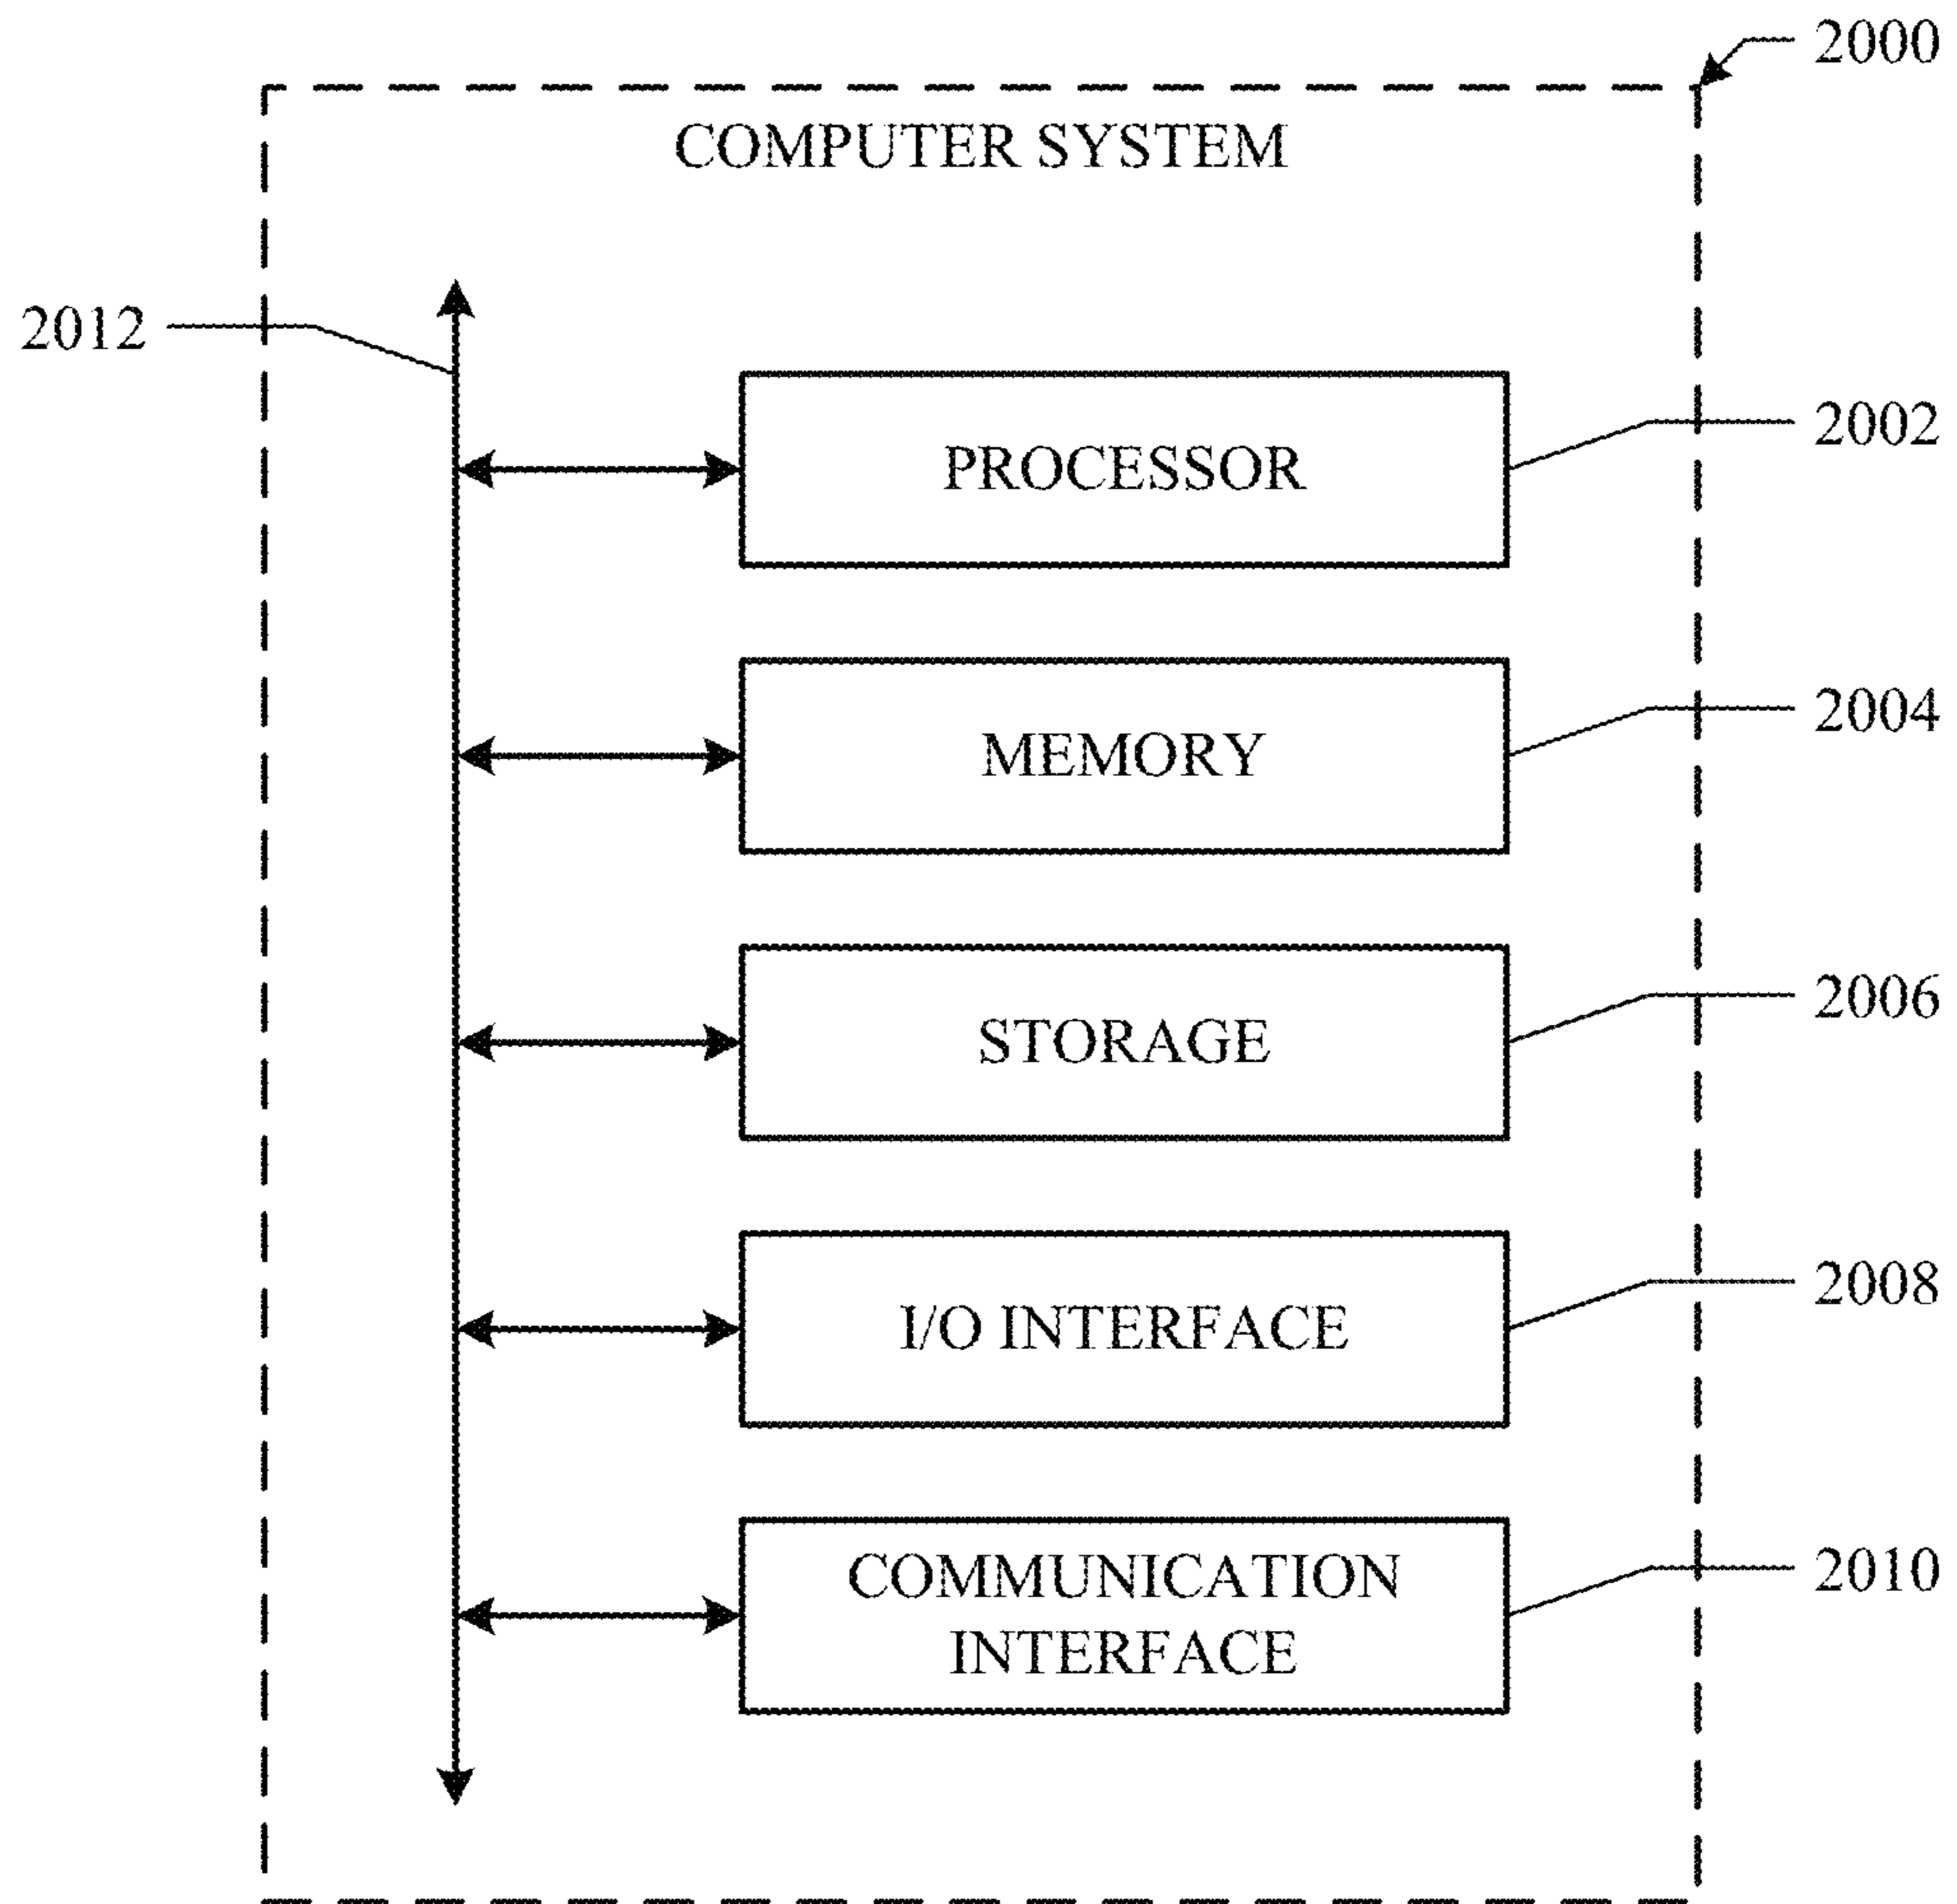 2000
COMPUTER SYSTEM
2012
PROCESSOR
2002
MEMORY
2004
STORAGE
2006
I/O INTERFACE
2008
COMMUNICATION
INTERFACE
2010